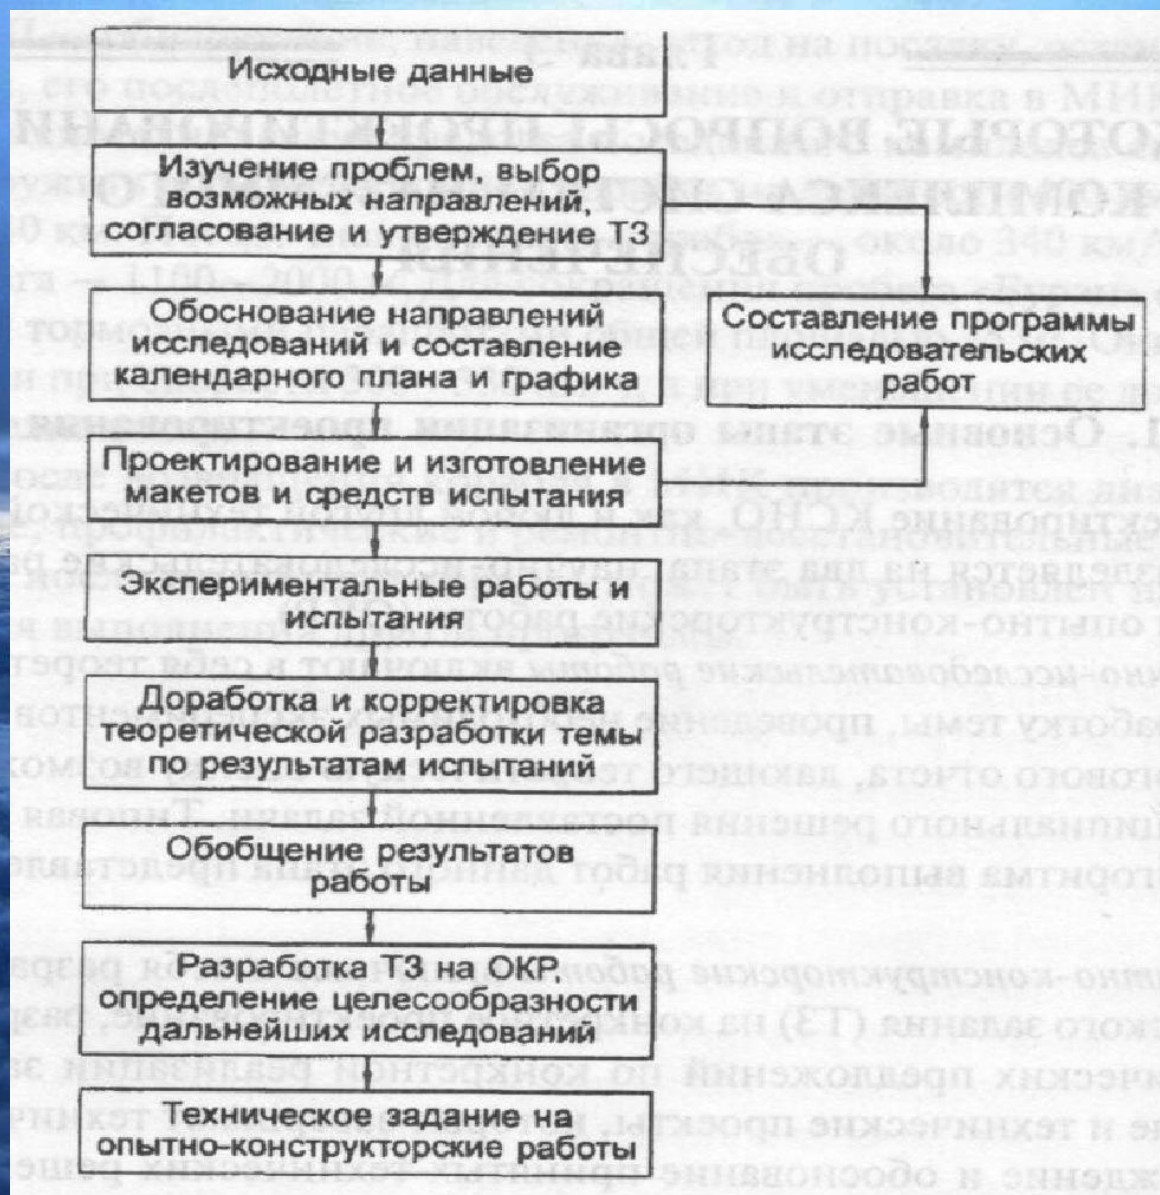 Исходные данные
Изучение проблем, выбор
возможных направлений,
согласование и утверждение ТЗ
Обоснование направлений
исследований и составление
календарного плана и графика
Составление программы
исследовательских
работ
Проектирование и изготовление
макетов и средств испытания
Экспериментальные работы и
испытания
Доработка и корректировка
теоретической разработки темы
по результатам испытаний
Обобщение результатов
работы
Разработка ТЗ на ОКР,
определение целесообразности
дальнейших исследований
Техническое задание на
опытно-конструкторские работы